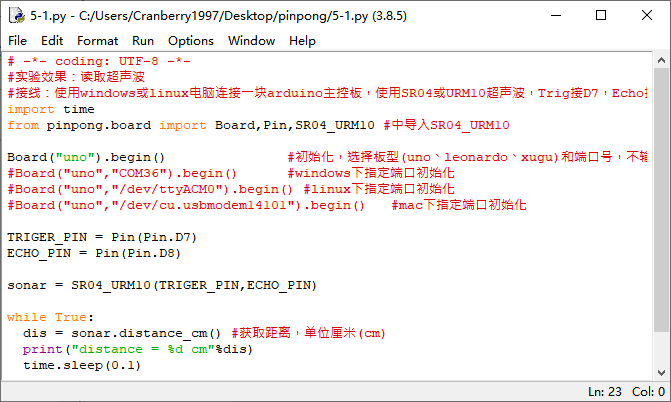 5-1.py - C:/Users/Cranberry1997/Desktop/pinpong/5-1.py (3.8.5)
File Edit Format Run Options Window Help
# -*- coding: UTF-8 -*-
#实验效果：读取超声波
#接线：使用windows或linux电脑连接一块arduino主控板，使用SR04或URM10超声波，Trig接D7，Echo
import time
from pinpong.board import Board,Pin,SR04_URM10 #中导入SR04_URM10
Board("uno").begin() #初始化，选择板型(uno、leonardo、xugu)和端口号，不输
#Board("uno","COM36").begin() #windows下指定端口初始化
#Board("uno","/dev/ttyACM0").begin() #linux下指定端口初始化
#Board("uno","/dev/cu.usbmodem14101").begin() #mac下指定端口初始化
TRIGER_PIN = Pin(Pin.D7)
ECHO_PIN = Pin(Pin.D8)
sonar = SR04_URM10(TRIGER_PIN,ECHO_PIN)
while True:
dis = sonar.distance_cm() #获取距离，单位厘米(cm)
print("distance = %d cm"%dis)
time.sleep(0.1)
Ln: 23 Col: 0